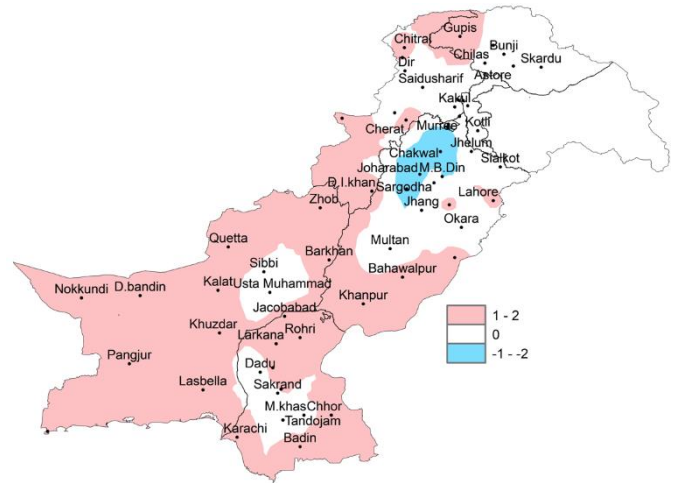 Gupis
Chitral
Bunji
Chilas
Skardu
Dir
Astore
Saidusharif
Kakul
Cherat
Murree
Kotli
Jhelum
Chakwal
Sialkot
Joharabad
M.B.Din
D.I.khan
Sargodha
Lahore
Zhob
Jhang
Okara
Quetta
Multan
Sibbi
Barkhan
Bahawalpur
Nokkundi
D.bandin
Kalat
Usta Muhammad
Khanpur
Jacobabad
1 - 2
Khuzdar
Rohri
0
Larkana
-1 - -2
Pangjur
Dadu
Lasbella
Sakrand
M.khas
Chhor
Tandojam
Karachi
Badin